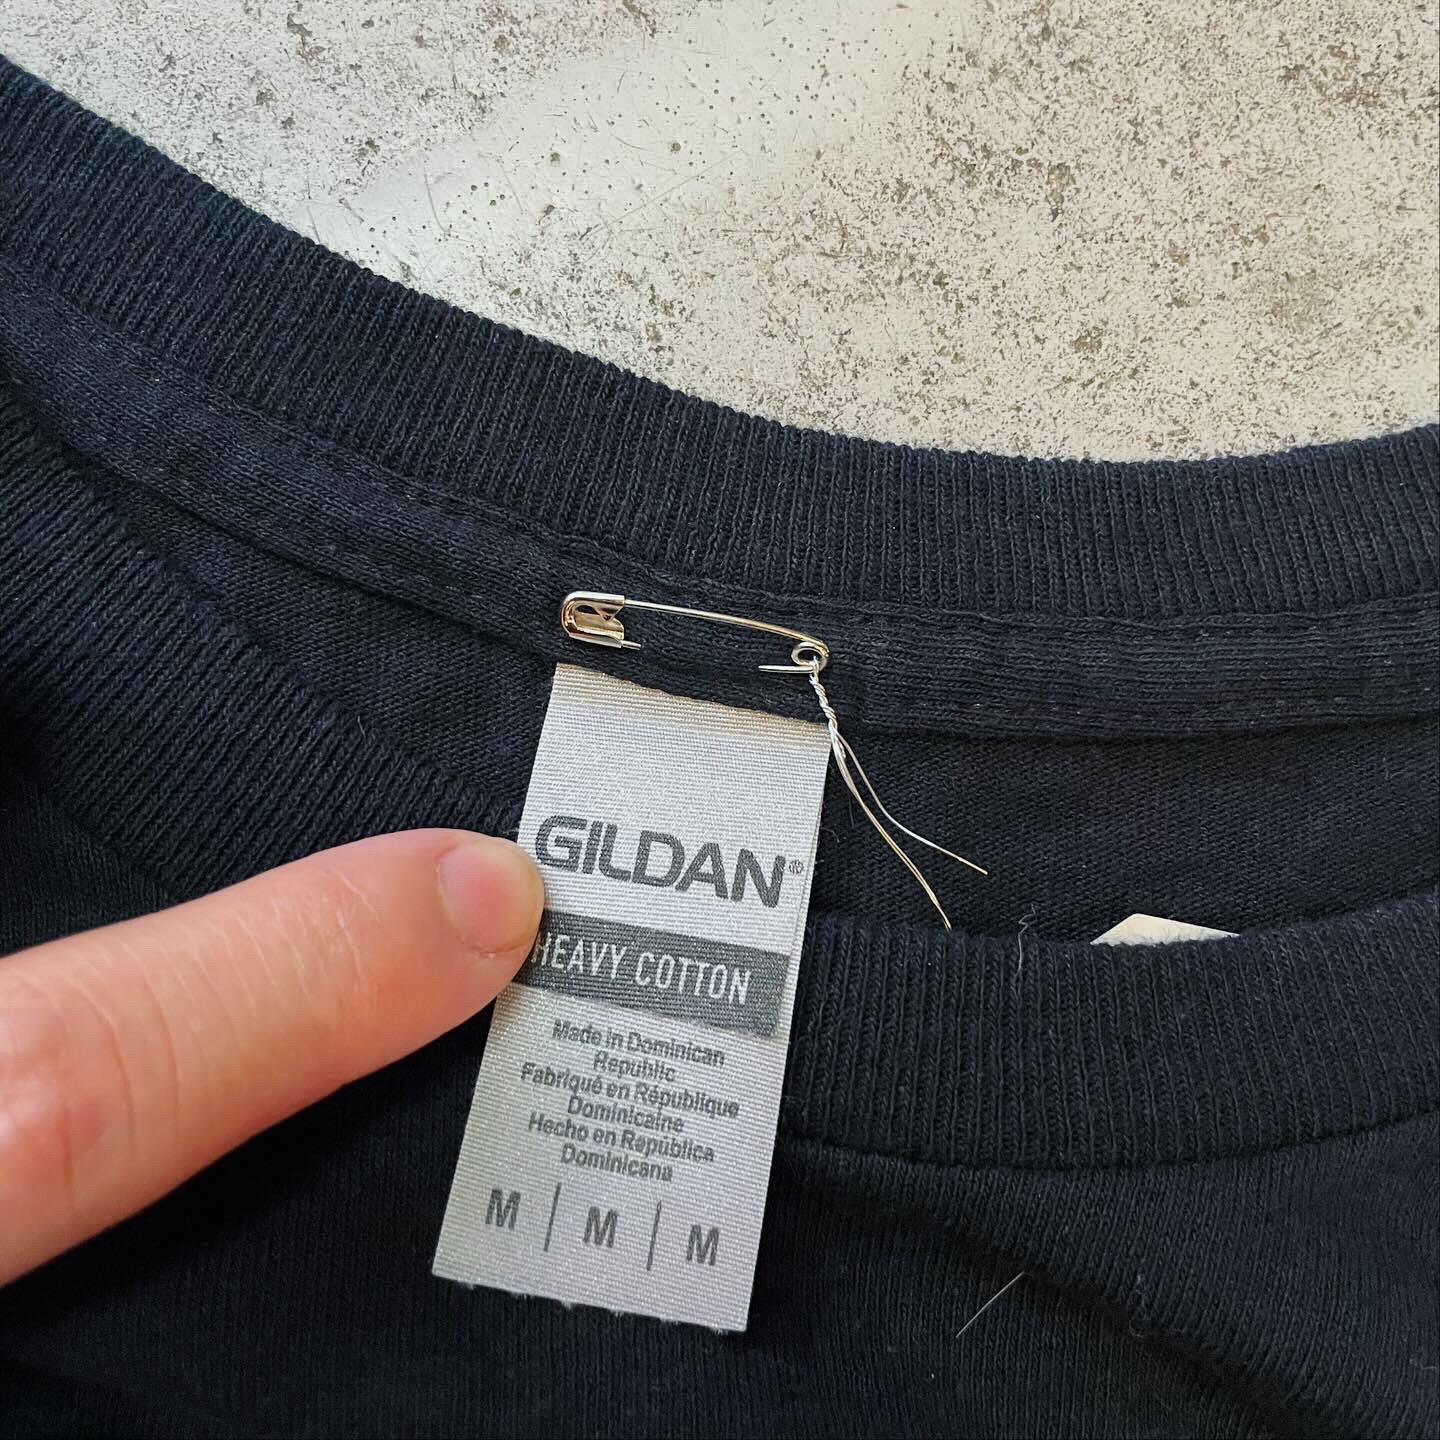 GILDAN®
HEAVY COTTON
Made in Dominican
Republic
Fabriqué en République
Dominicaine
Hecho en República
Dominicana
M | M | M